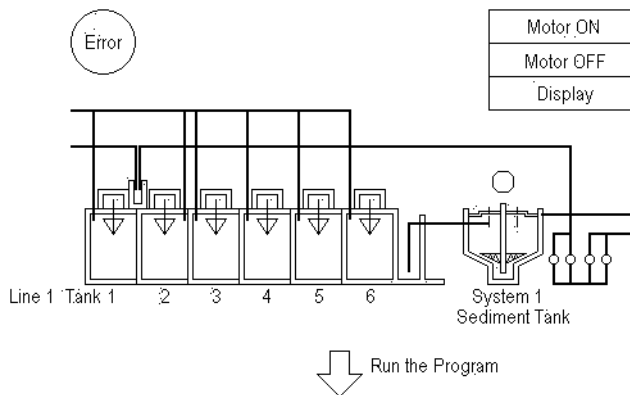 Error
Motor ON
Motor OFF
Display
Line 1 Tank 1 2 3 4 5 6
System 1
Sediment Tank
Run the Program